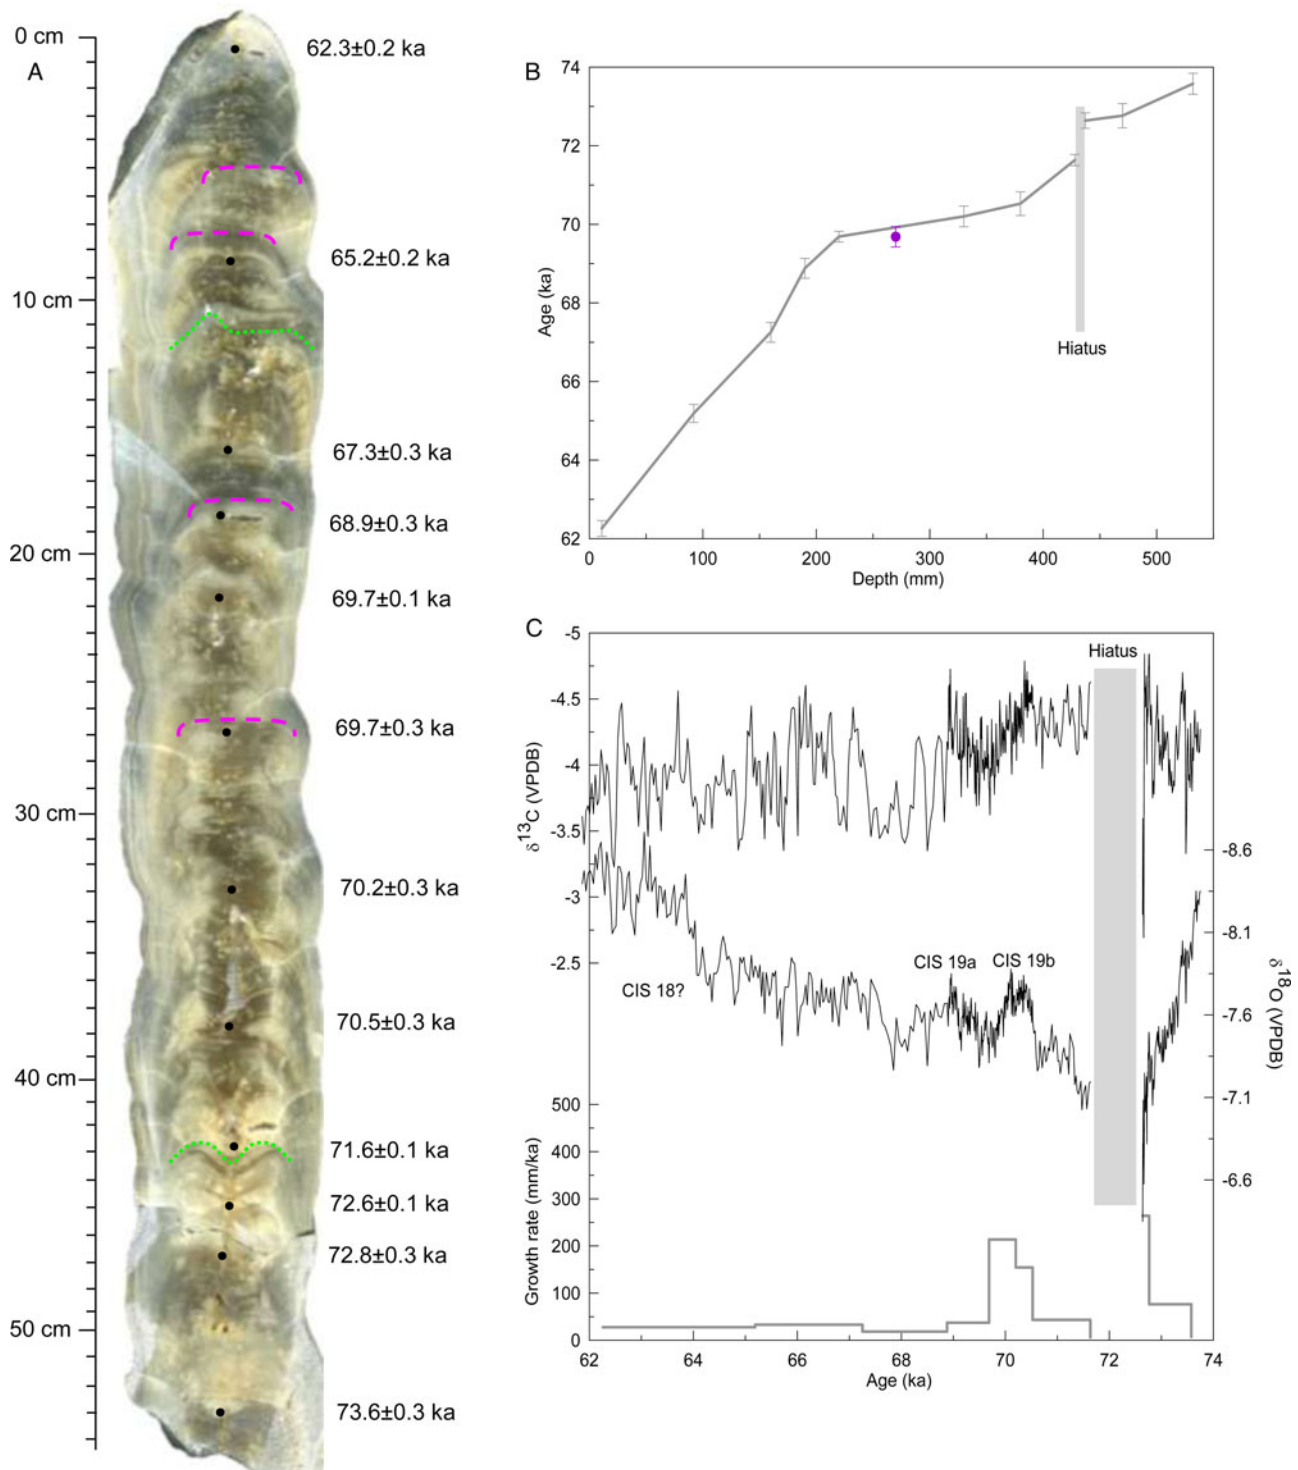 A
0 cm
10 cm
20 cm
30 cm
40 cm
50 cm
62.3±0.2 ka
65.2±0.2 ka
67.3±0.3 ka
68.9±0.3 ka
69.7±0.1 ka
69.7±0.3 ka
70.2±0.3 ka
70.5±0.3 ka
71.6±0.1 ka
72.6±0.1 ka
72.8±0.3 ka
73.6±0.3 ka
B
74
72
70
68
66
64
62
Age (ka)
0
100
200
300
400
500
Depth (mm)
Hiatus
C
-5
-4.5
-4
-3.5
-3
-2.5
δ13C (VPDB)
Hiatus
-8.6
-8.1
-7.6
-7.1
-6.6
δ18O (VPDB)
CIS 18?
CIS 19a
CIS 19b
500
400
300
200
100
0
Growth rate (mm/ka)
62
64
66
68
70
72
74
Age (ka)